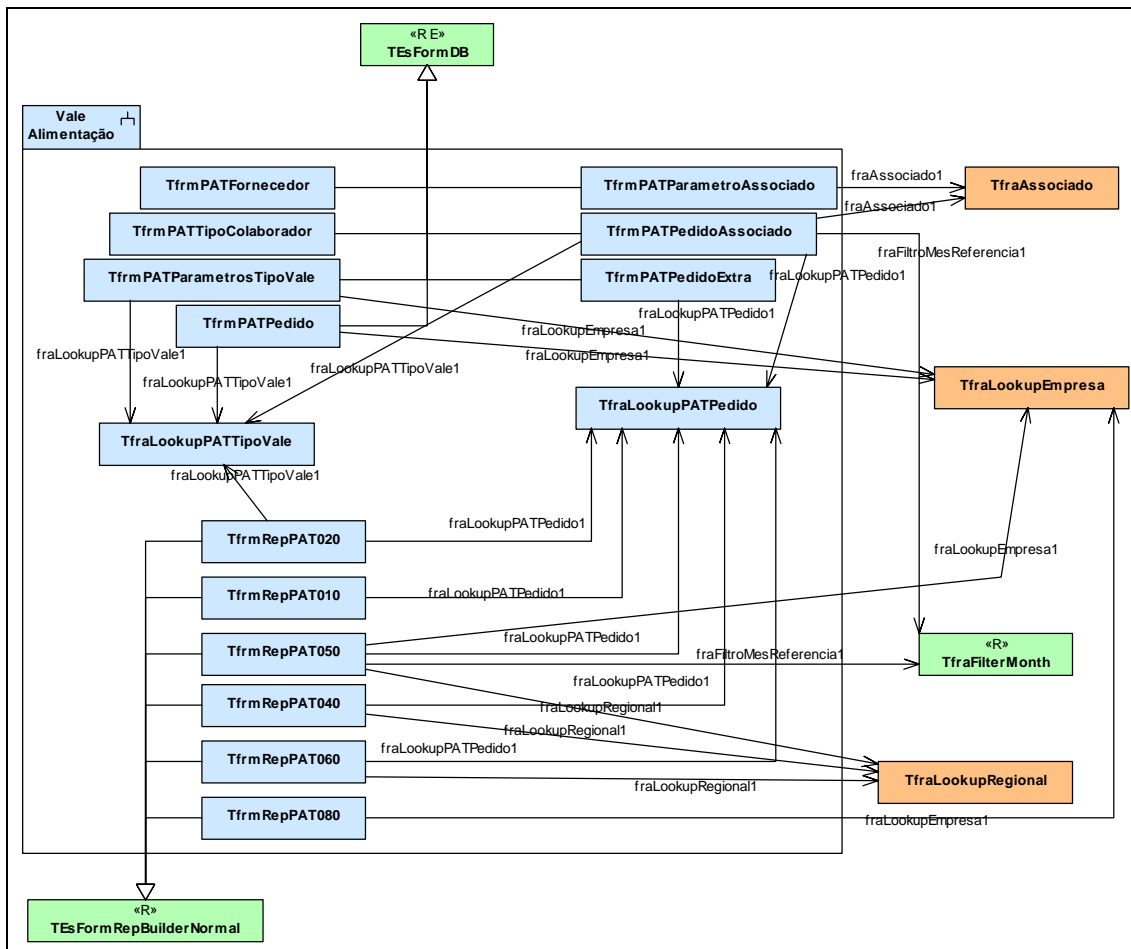 «R E»
TEsFormDB
Vale
Alimentação
TfrmPATFornecedor
TfrmPATParametroAssociado
fraAssociado1
TfraAssociado
fraAssociado1
TfrmPATTipoColaborador
TfrmPATPedidoAssociado
fraFiltroMesReferencia1
TfrmPATParametrosTipoVale
TfrmPATPedidoExtra
fraLookupPATPedido1
fraLookupPATPedido1
TfrmPATPedido
fraLookupEmpresa1
fraLookupPATTipoVale1
fraLookupEmpresa1
fraLookupPATTipoVale1
fraLookupPATTipoVale1
TfraLookupEmpresa
TfraLookupPATPedido
TfraLookupPATTipoVale
fraLookupPATTipoVale1
fraLookupPATPedido1
TfrmRepPAT020
fraLookupEmpresa1
TfrmRepPAT010
fraLookupPATPedido1
fraLookupPATPedido1
TfrmRepPAT050
fraFiltroMesReferencia1
«R»
TfraFilterMonth
fraLookupPATPedido1
TfrmRepPAT040
fraLookupRegional1
fraLookupRegional1
fraLookupPATPedido1
TfrmRepPAT060
fraLookupRegional1
TfraLookupRegional
TfrmRepPAT080
fraLookupEmpresa1
«R»
TEsFormRepBuilderNormal